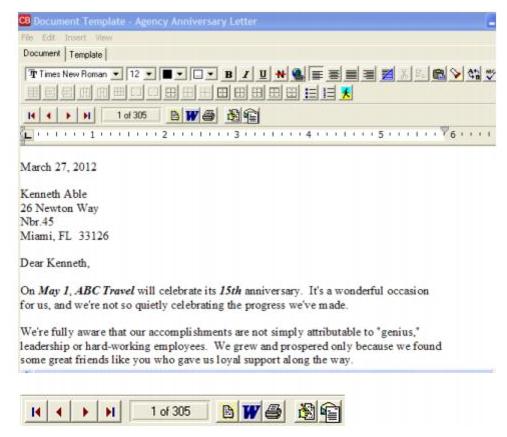 CB Document Template - Agency Anniversary Letter
File Edit Insert View
Document Template
Times New Roman 12 B I U
1 of 305 W
1 2 3 4 5 6
March 27, 2012
Kenneth Able
26 Newton Way
Nbr.45
Miami, FL 33126
Dear Kenneth,
On May 1, ABC Travel will celebrate its 15th anniversary. It's a wonderful occasion
for us, and we're not so quietly celebrating the progress we've made.
We're fully aware that our accomplishments are not simply attributable to "genius,"
leadership or hard-working employees. We grew and prospered only because we found
some great friends like you who gave us loyal support along the way.
1 of 305 W